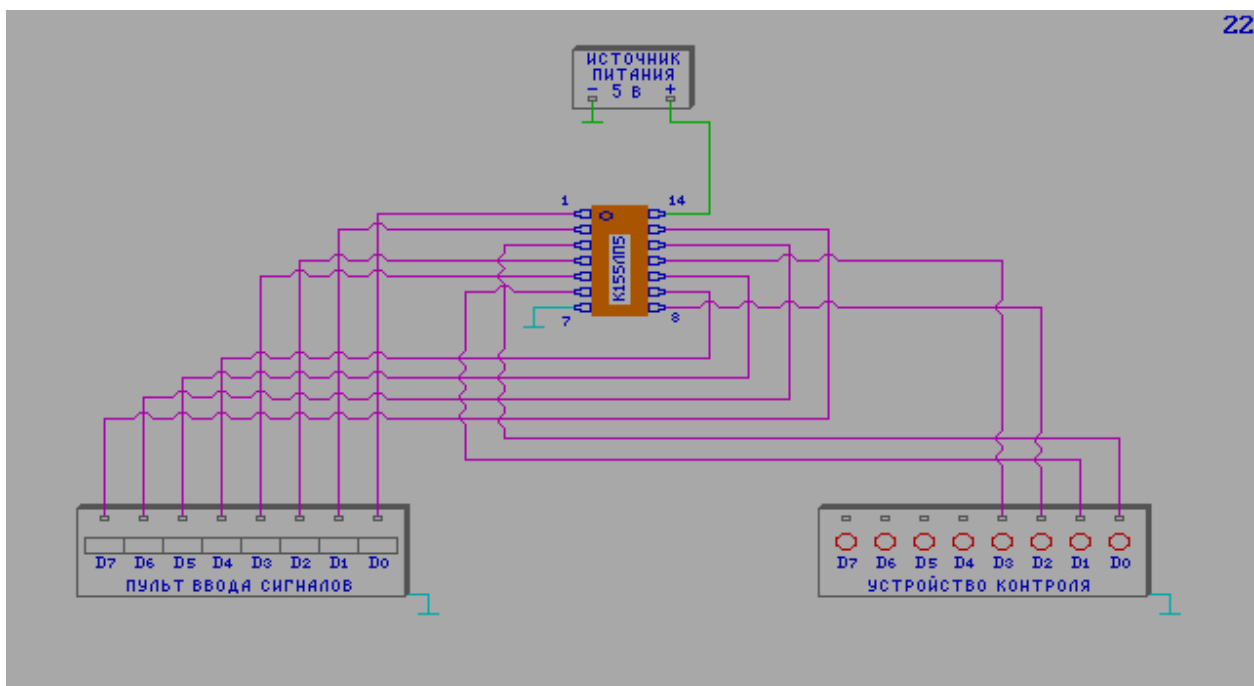 22
ИСТОЧНИК
ПИТАНИЯ
- 5 В +
1 14
К155ЛП5
7 8
D7 D6 D5 D4 D3 D2 D1 D0
ПУЛЬТ ВВОДА СИГНАЛОВ
D7 D6 D5 D4 D3 D2 D1 D0
УСТРОЙСТВО КОНТРОЛЯ